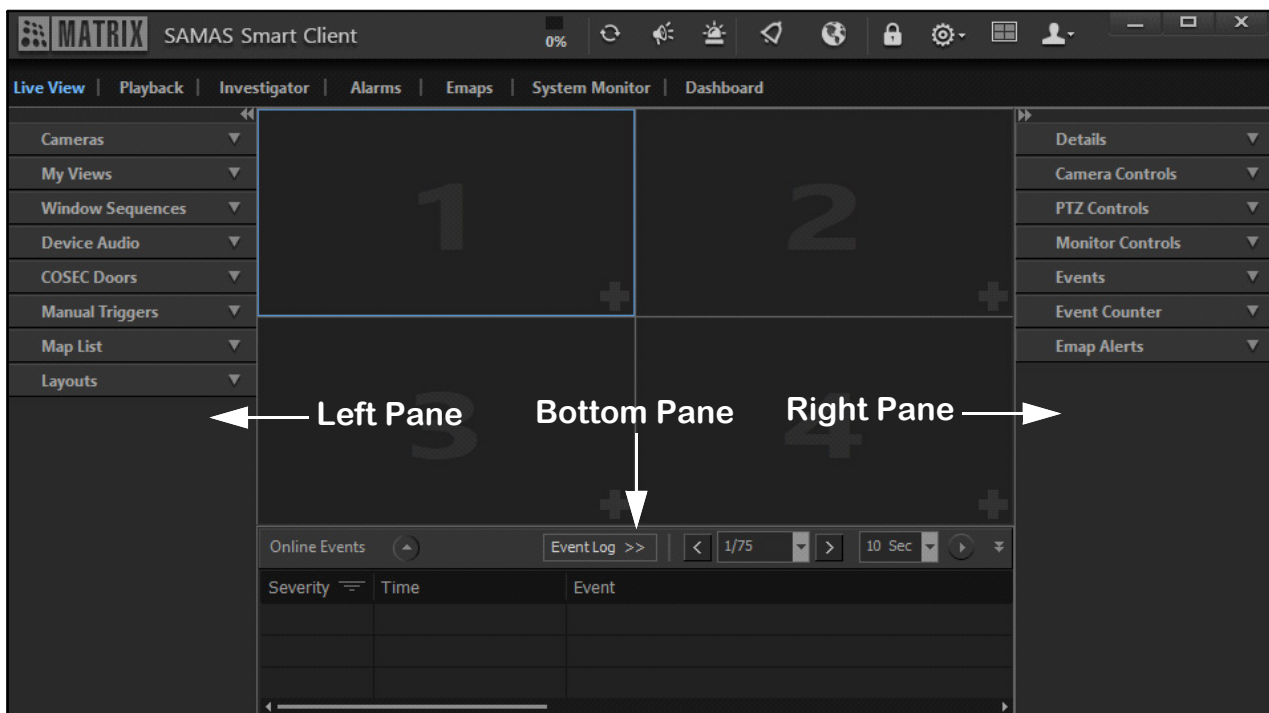 MATRIX SAMAS Smart Client 0%
Live View | Playback | Investigator | Alarms | Emaps | System Monitor | Dashboard
Cameras
My Views
Window Sequences
Device Audio
COSEC Doors
Manual Triggers
Map List
Layouts
1
2
3
4
Left Pane
Bottom Pane
Right Pane
Details
Camera Controls
PTZ Controls
Monitor Controls
Events
Event Counter
Emap Alerts
Online Events Event Log >> < 1/75 > 10 Sec
Severity Time Event